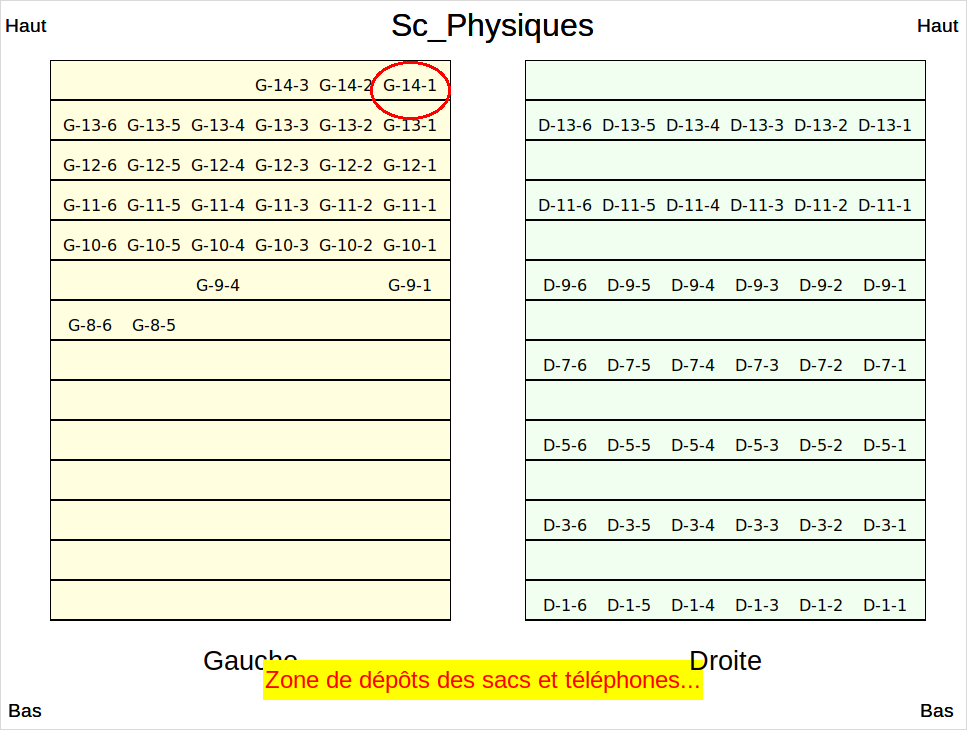 Haut Sc_Physiques Haut
G-14-3 G-14-2 G-14-1
G-13-6 G-13-5 G-13-4 G-13-3 G-13-2 G-13-1 D-13-6 D-13-5 D-13-4 D-13-3 D-13-2 D-13-1
G-12-6 G-12-5 G-12-4 G-12-3 G-12-2 G-12-1
G-11-6 G-11-5 G-11-4 G-11-3 G-11-2 G-11-1 D-11-6 D-11-5 D-11-4 D-11-3 D-11-2 D-11-1
G-10-6 G-10-5 G-10-4 G-10-3 G-10-2 G-10-1
G-9-4 G-9-1 D-9-6 D-9-5 D-9-4 D-9-3 D-9-2 D-9-1
G-8-6 G-8-5
D-7-6 D-7-5 D-7-4 D-7-3 D-7-2 D-7-1
D-5-6 D-5-5 D-5-4 D-5-3 D-5-2 D-5-1
D-3-6 D-3-5 D-3-4 D-3-3 D-3-2 D-3-1
D-1-6 D-1-5 D-1-4 D-1-3 D-1-2 D-1-1
Gauche Droite
Zone de dépôts des sacs et téléphones...
Bas Bas